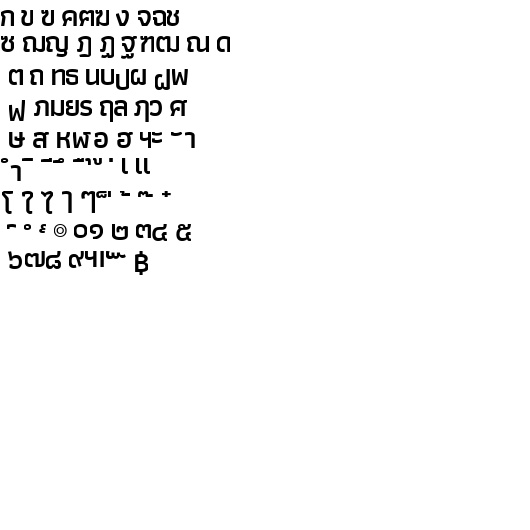 ก ข ฃ คฅฆ ง จฉช
ซ ฌญ ฎ ฏ ฐฑฒ ณ ด
ต ถ ทธ นบปผ ฝพ
ฟ ภมยร ฤล ฦว ศ
ษ ส หฬอ ฮ ฯะ ั า
ำ เ แ
โ ใ ไ ๅ ๆ
๏ ๐๑ ๒ ๓๔ ๕
๖๗๘ ๙ ฿